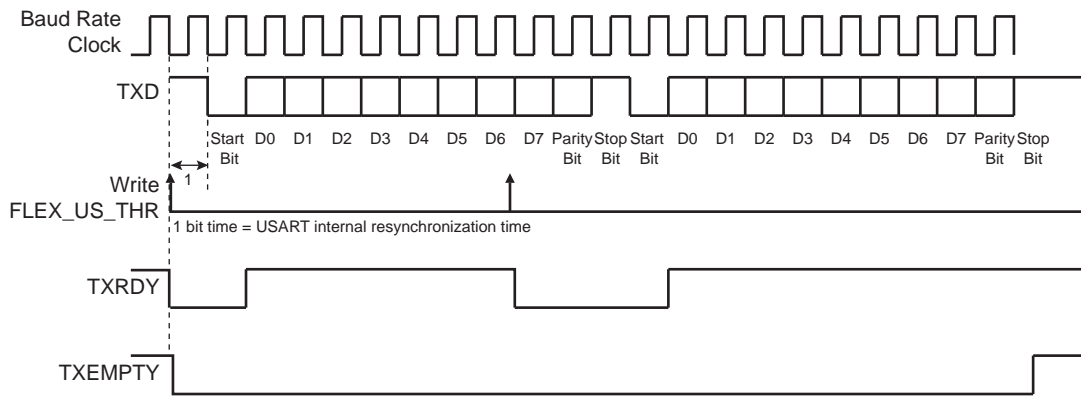 Baud Rate
Clock
TXD
Start D0 D1 D2 D3 D4 D5 D6 D7 Parity Stop Start D0 D1 D2 D3 D4 D5 D6 D7 Parity Stop
Bit Bit Bit Bit Bit Bit
1
Write
FLEX_US_THR
1 bit time = USART internal resynchronization time
TXRDY
TXEMPTY